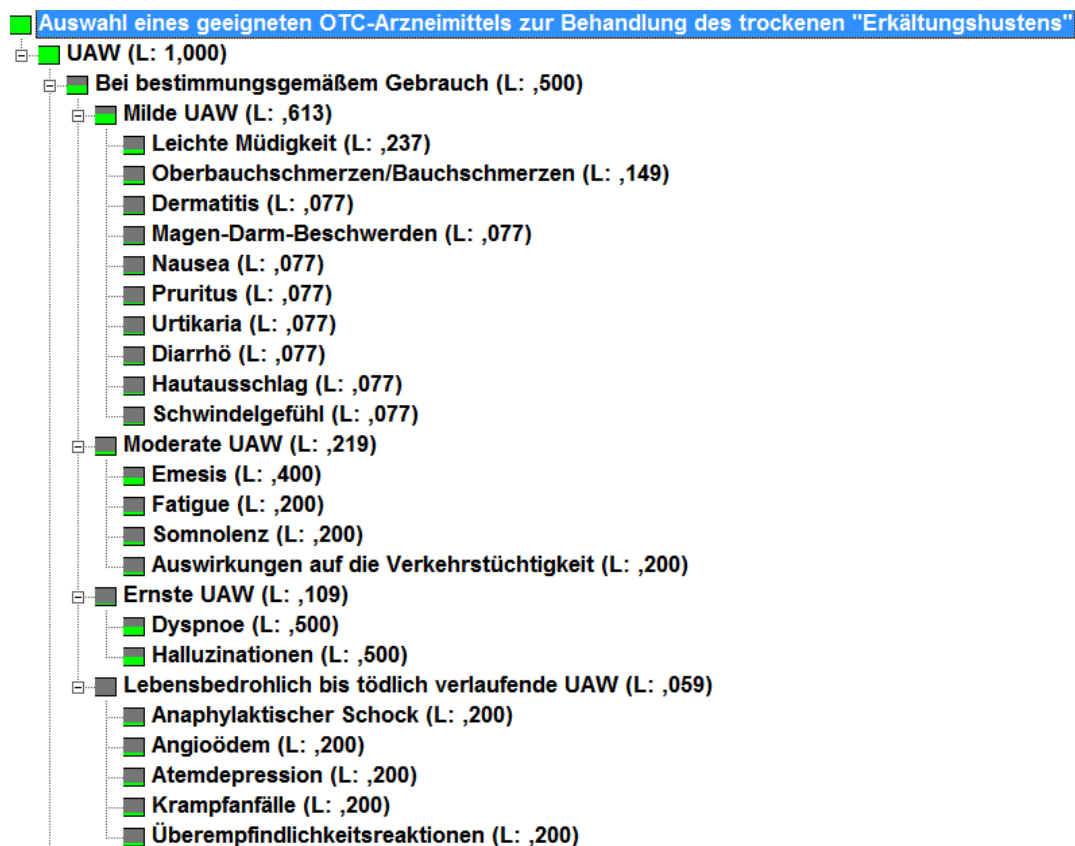 Auswahl eines geeigneten OTC-Arzneimittels zur Behandlung des trockenen "Erkältungshustens"
UAW (L: 1,000)
Bei bestimmungsgemäßem Gebrauch (L: ,500)
Milde UAW (L: ,613)
Leichte Müdigkeit (L: ,237)
Oberbauchschmerzen/Bauchschmerzen (L: ,149)
Dermatitis (L: ,077)
Magen-Darm-Beschwerden (L: ,077)
Nausea (L: ,077)
Pruritus (L: ,077)
Urtikaria (L: ,077)
Diarrhö (L: ,077)
Hautausschlag (L: ,077)
Schwindelgefühl (L: ,077)
Moderate UAW (L: ,219)
Emesis (L: ,400)
Fatigue (L: ,200)
Somnolenz (L: ,200)
Auswirkungen auf die Verkehrstüchtigkeit (L: ,200)
Ernste UAW (L: ,109)
Dyspnoe (L: ,500)
Halluzinationen (L: ,500)
Lebensbedrohlich bis tödlich verlaufende UAW (L: ,059)
Anaphylaktischer Schock (L: ,200)
Angioödem (L: ,200)
Atemdepression (L: ,200)
Krampfanfälle (L: ,200)
Überempfindlichkeitsreaktionen (L: ,200)